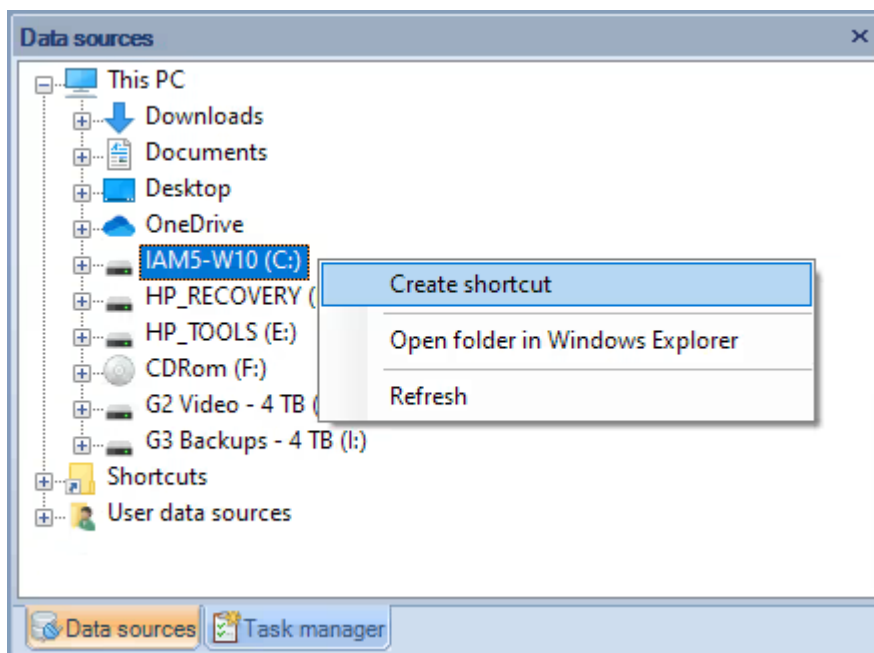 Data sources
This PC
Downloads
Documents
Desktop
OneDrive
IAM5-W10 (C:)
HP_RECOVERY (
HP_TOOLS (E:)
CDRom (F:)
G2 Video - 4 TB (
G3 Backups - 4 TB (I:)
Shortcuts
User data sources
Create shortcut
Open folder in Windows Explorer
Refresh
Data sources
Task manager